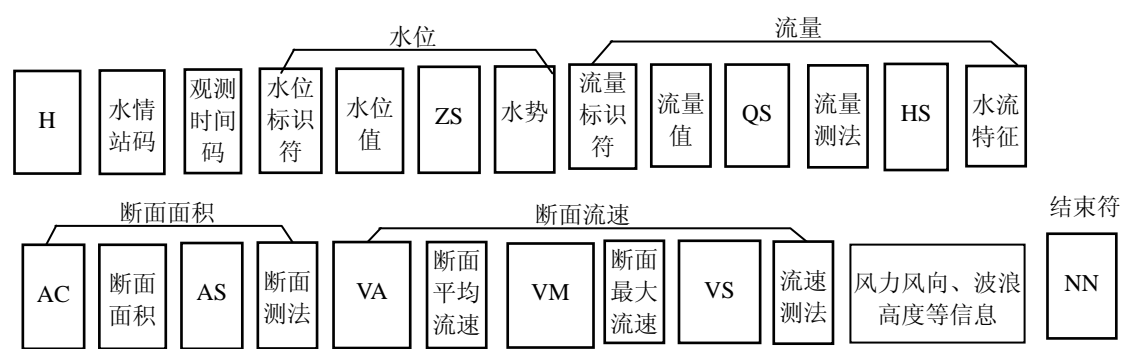 水位
流量
H
水情
站码
观测
时间
码
水位
标识
符
水位
值
ZS
水势
流量
标识
符
流量
值
QS
流量
测法
HS
水流
特征
断面面积
断面流速
结束符
AC
断面
面积
AS
断面
测法
VA
断面
平均
流速
VM
断面
最大
流速
VS
流速
测法
风力风向、波浪
高度等信息
NN